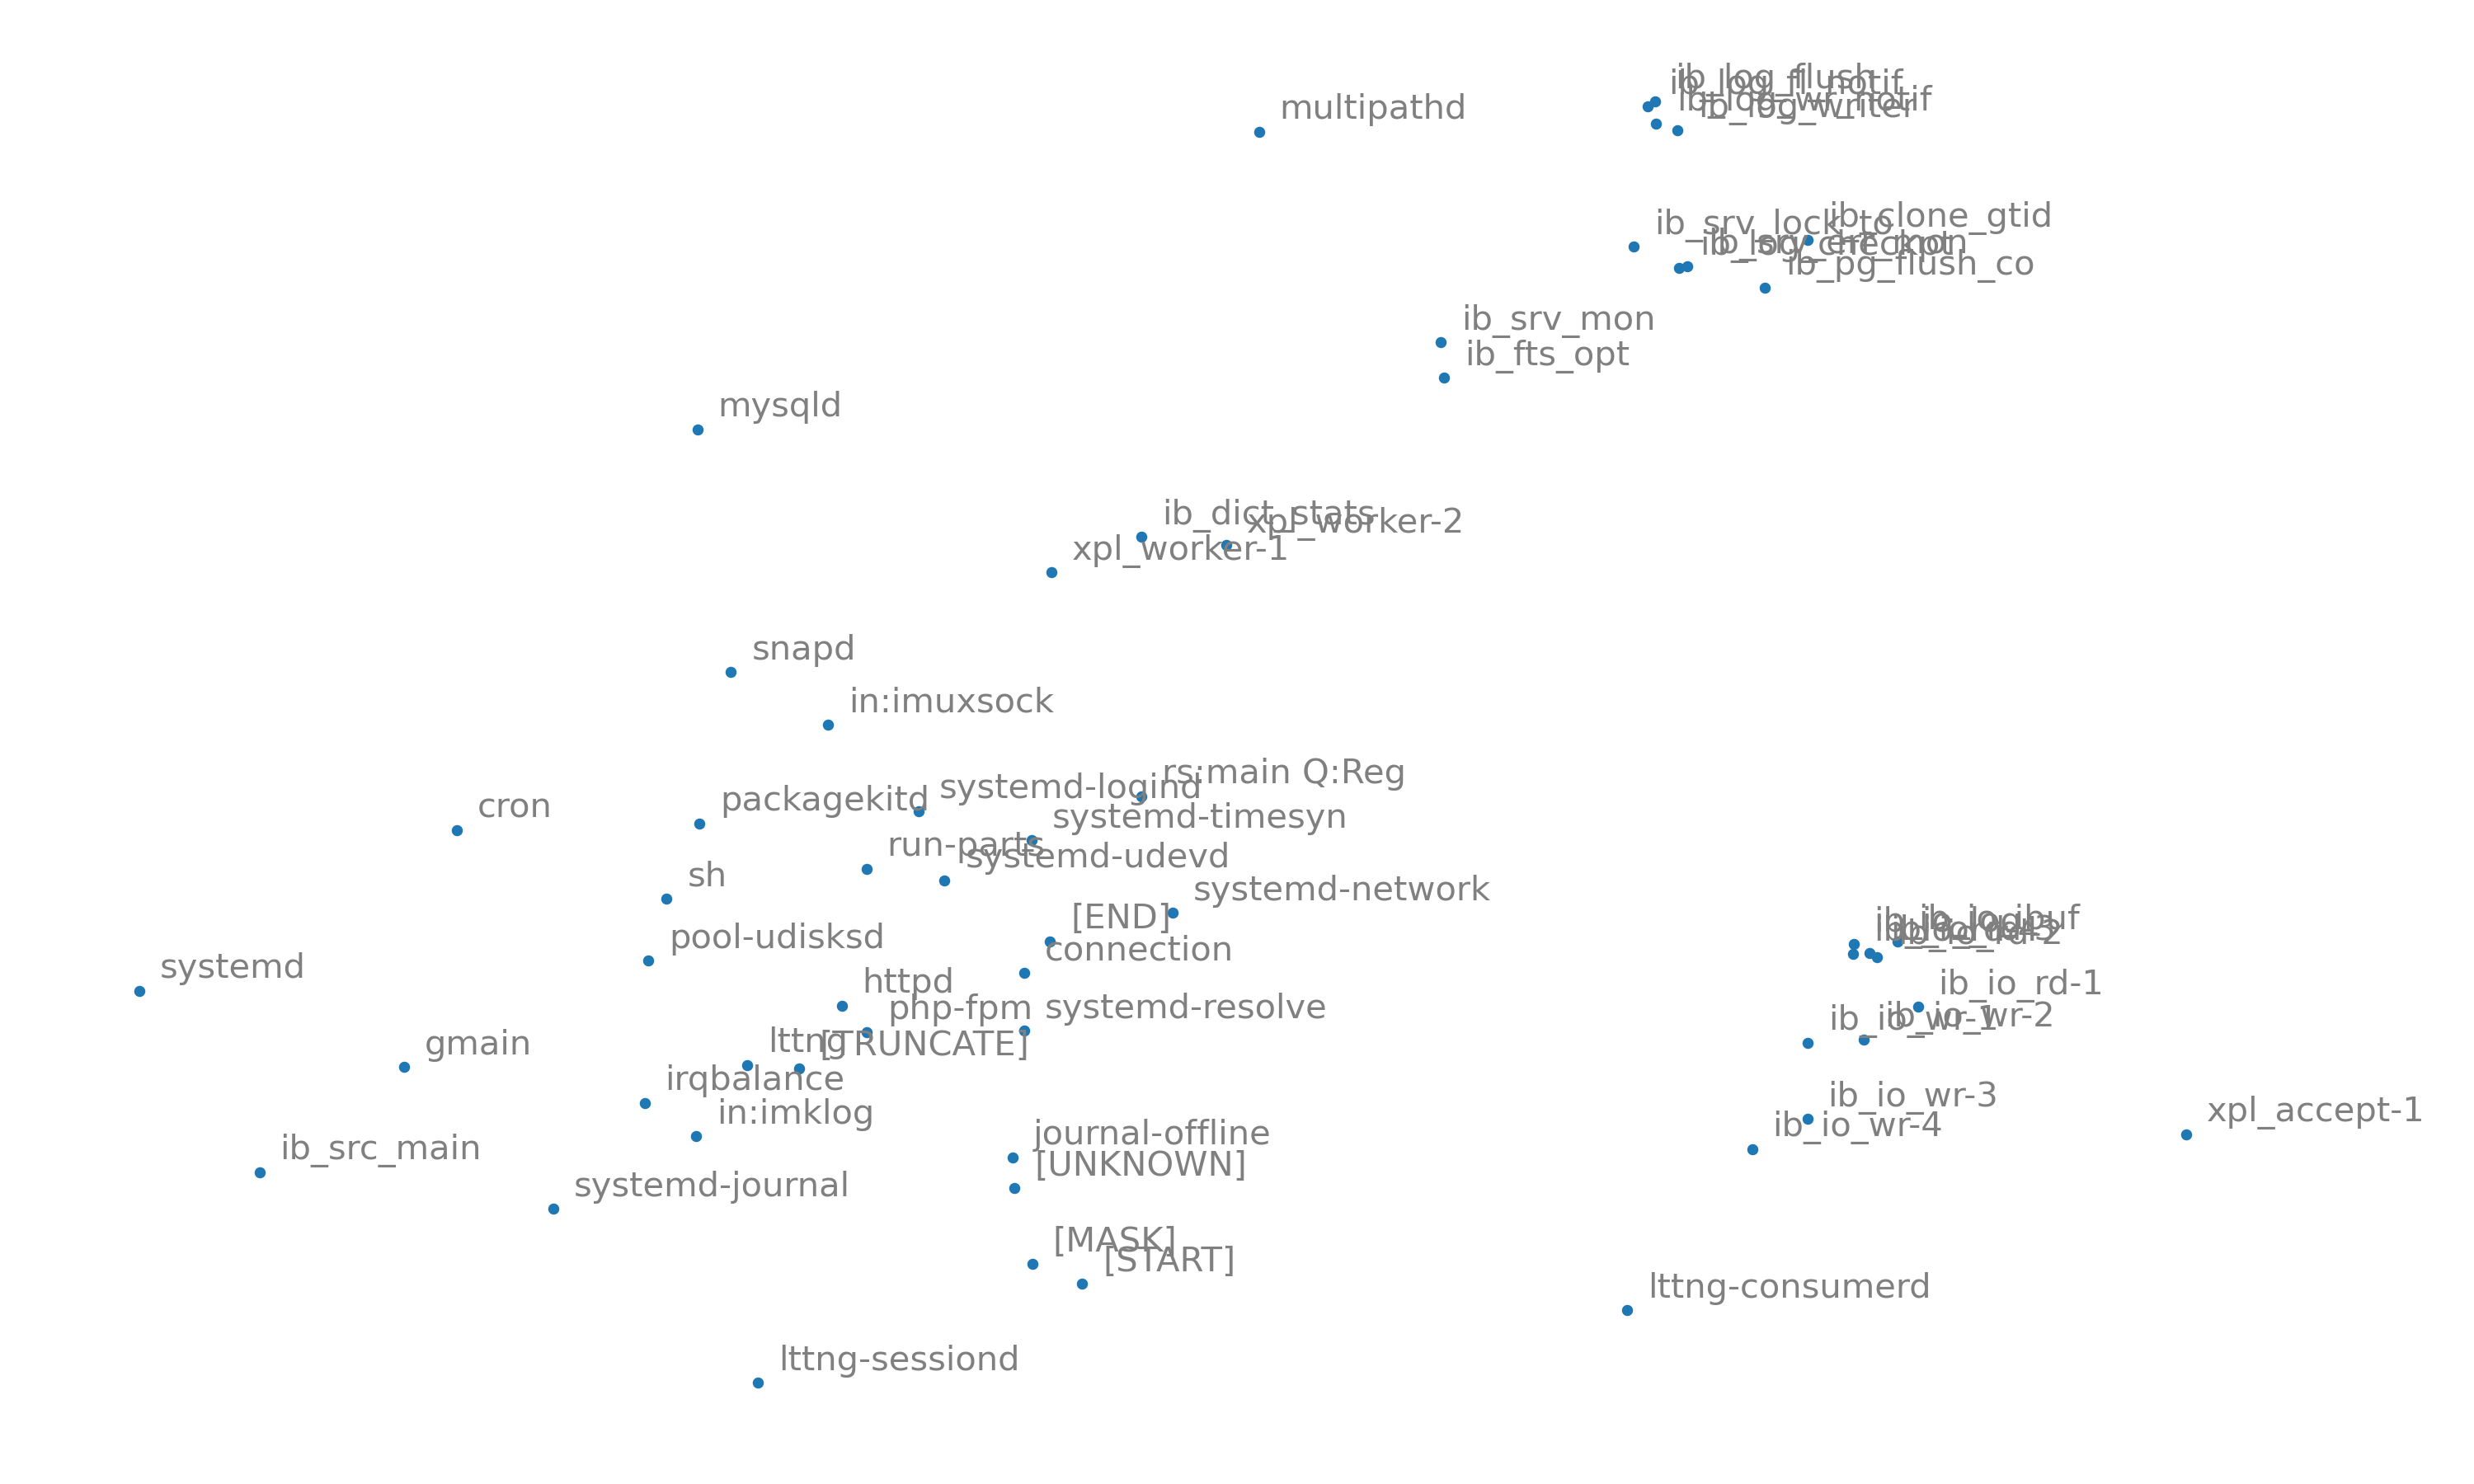 ib_log_flush
ib_log_fl_notif
multipathd
ib_log_wr_notif
ib_log_writer
ib_clone_gtid
ib_srv_lock_to
ib_srv_err_mon
ib_log_checkpt
ib_pg_flush_co
ib_srv_mon
ib_fts_opt
mysqld
ib_dict_stats
xpl_worker-2
xpl_worker-1
snapd
in:imuxsock
rs:main Q:Reg
systemd-logind
packagekitd
cron
systemd-timesyn
run-parts
systemd-udevd
sh
systemd-network
[END]
ib_io_ibuf
pool-udisksd
connection
ib_io_rd-2
systemd
httpd
ib_io_rd-1
php-fpm
systemd-resolve
ib_io_wr-2
ib_io_wr-1
lttng
[TRUNCATE]
gmain
irqbalance
ib_io_wr-3
in:imklog
xpl_accept-1
ib_io_wr-4
journal-offline
ib_src_main
[UNKNOWN]
systemd-journal
[MASK]
[START]
lttng-consumerd
lttng-sessiond